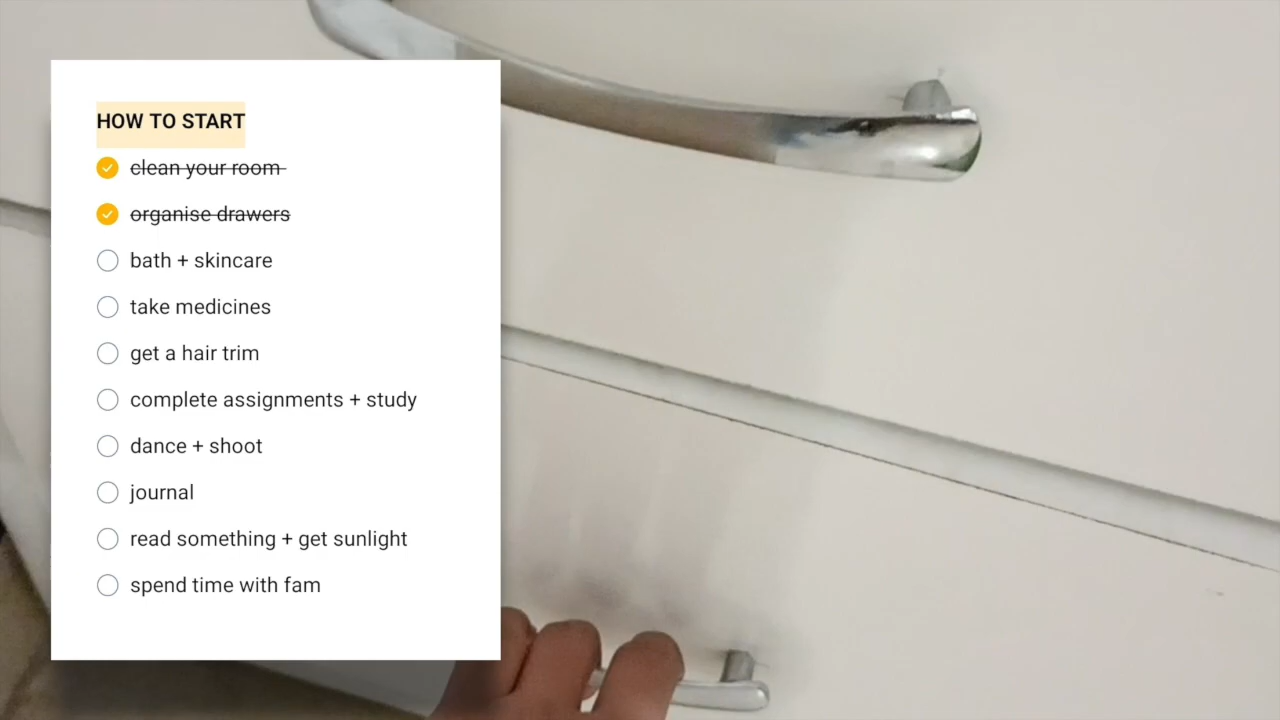 HOW TO START
clean your room
organise drawers
bath + skincare
take medicines
get a hair trim
complete assignments + study
dance + shoot
journal
read something + get sunlight
spend time with fam